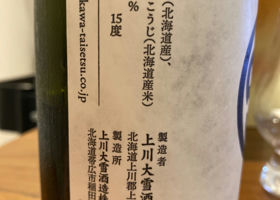 (北海道産)、
こうじ(北海道産米)
%
15度
kawa-taisetsu.co.jp
製造者
上川大雪酒
北海道上川郡上
製造所
上川大雪酒造株
北海道帯広市稲田